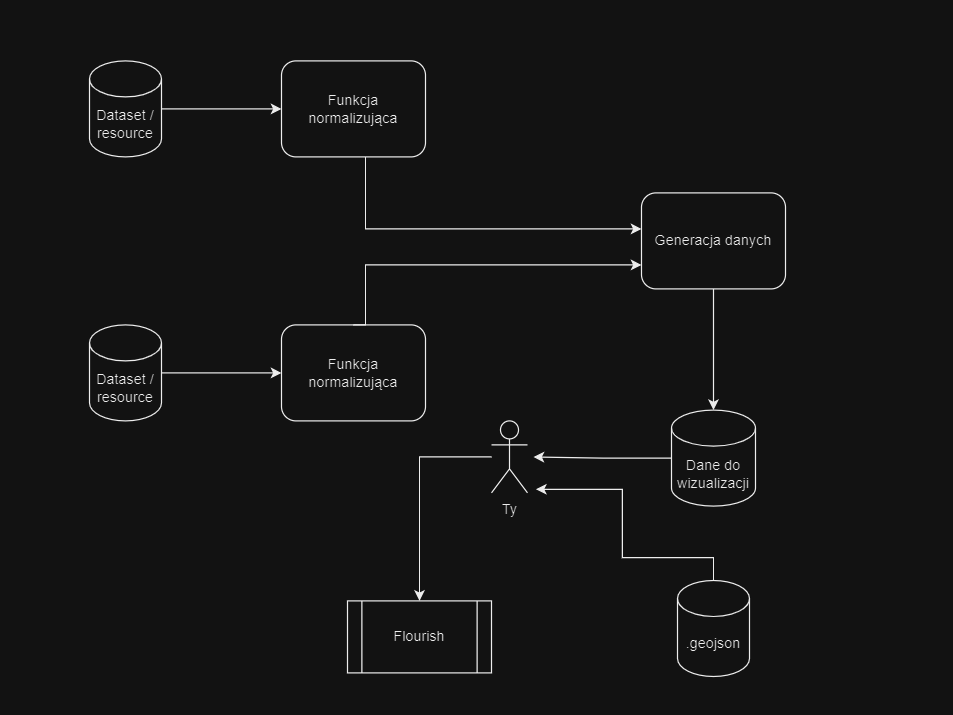 Dataset /
resource
Funkcja
normalizująca
Generacja danych
Dataset /
resource
Funkcja
normalizująca
Dane do
wizualizacji
Ty
Flourish
.geojson